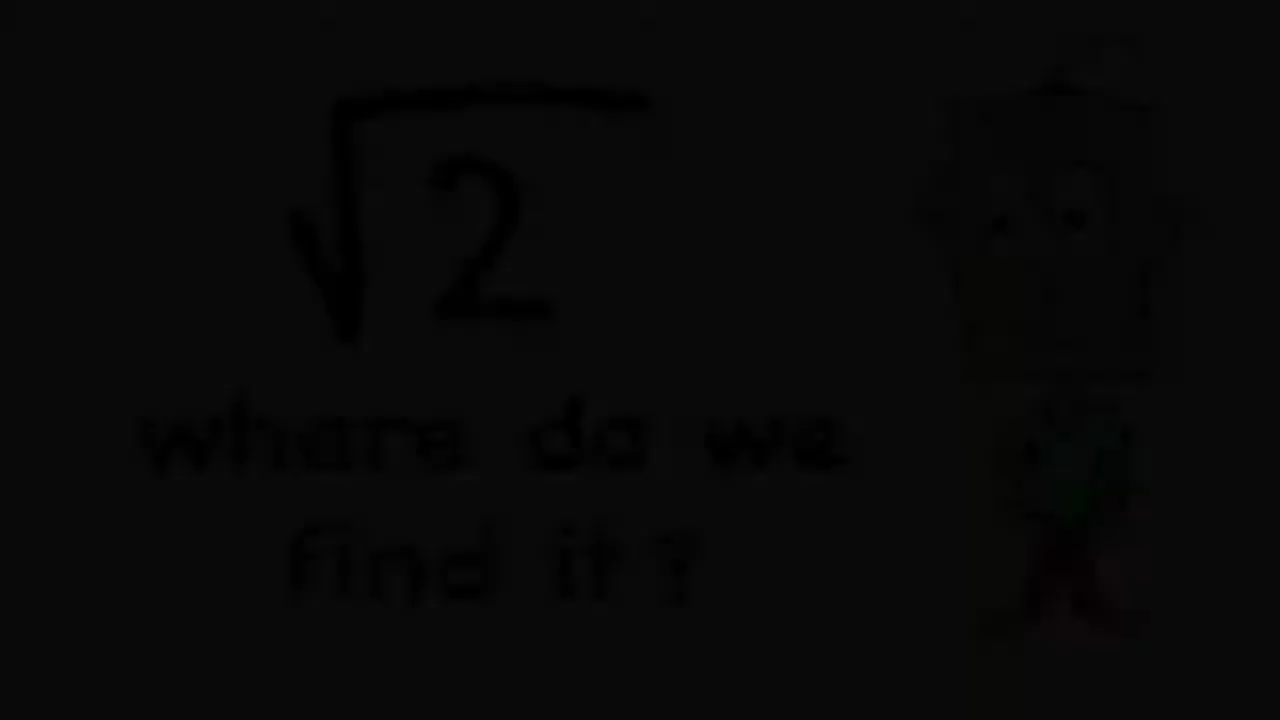 √2
where do we
find it?